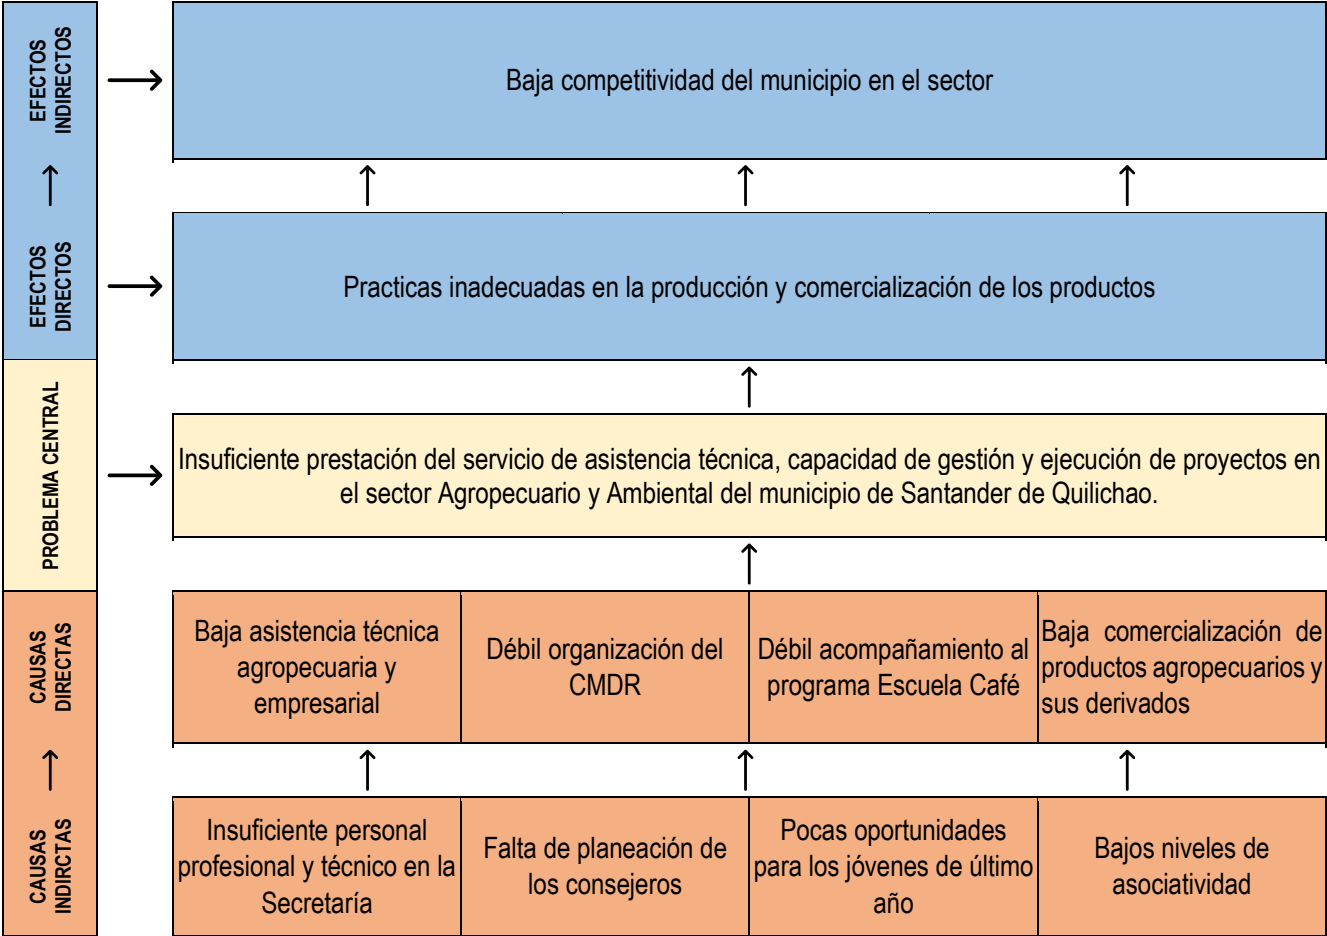 EFECTOS
INDIRECTOS
Baja competitividad del municipio en el sector
EFECTOS
DIRECTOS
Practicas inadecuadas en la producción y comercialización de los productos
PROBLEMA CENTRAL
Insuficiente prestación del servicio de asistencia técnica, capacidad de gestión y ejecución de proyectos en
el sector Agropecuario y Ambiental del municipio de Santander de Quilichao.
CAUSAS
DIRECTAS
Baja asistencia técnica
agropecuaria y
empresarial
Débil organización del
CMDR
Débil acompañamiento al
programa Escuela Café
Baja comercialización de
productos agropecuarios y
sus derivados
CAUSAS
INDIRCTAS
Insuficiente personal
profesional y técnico en la
Secretaría
Falta de planeación de
los consejeros
Pocas oportunidades
para los jóvenes de último
año
Bajos niveles de
asociatividad